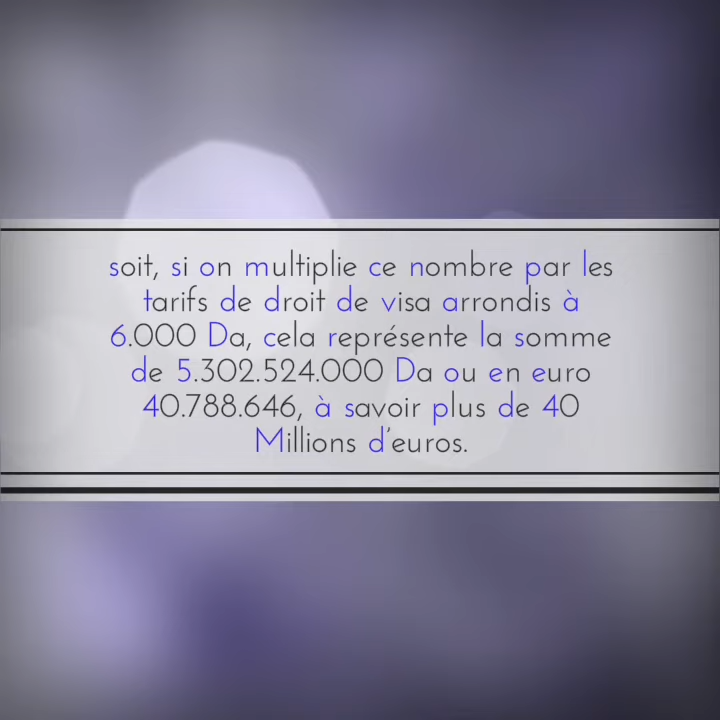 soit, si on multiplie ce nombre par les
tarifs de droit de visa arrondis à
6.000 Da, cela représente la somme
de 5.302.524.000 Da ou en euro
40.788.646, à savoir plus de 40
Millions d'euros.